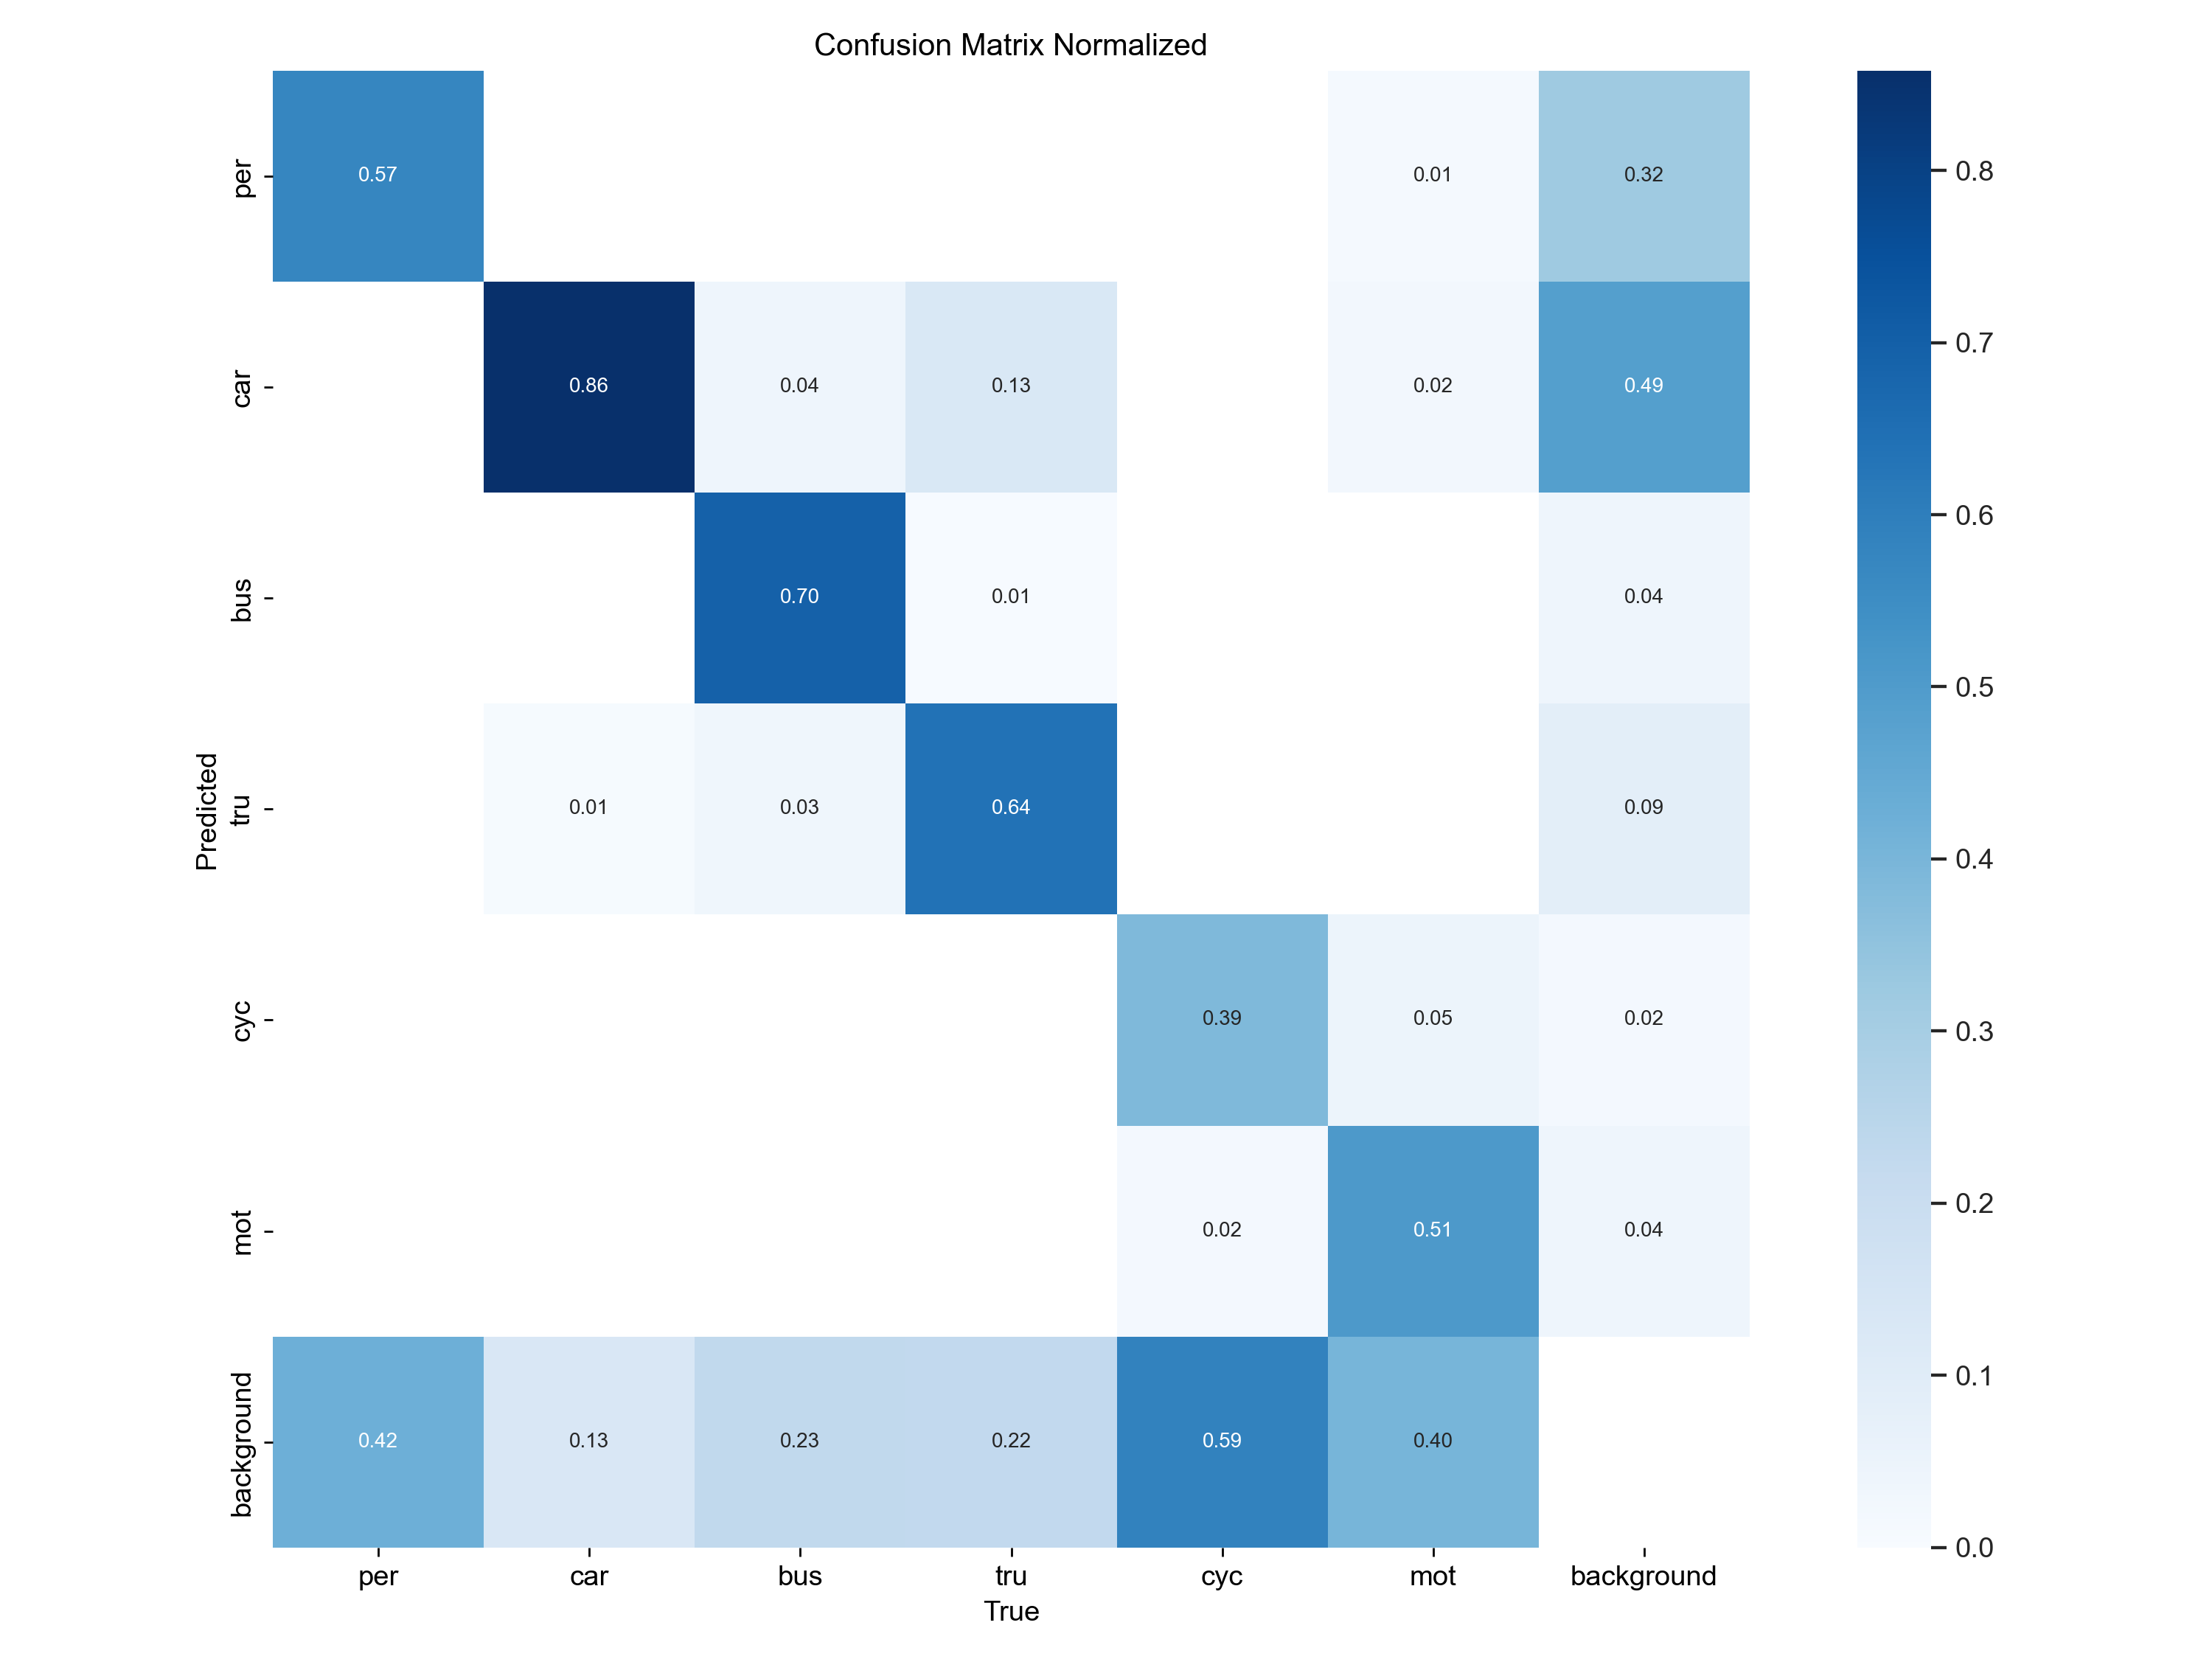 Confusion Matrix Normalized
per
0.57
0.01
0.32
car
0.86
0.04
0.13
0.02
0.49
bus
0.70
0.01
0.04
Predicted
tru
0.01
0.03
0.64
0.09
cyc
0.39
0.05
0.02
mot
0.02
0.51
0.04
background
0.42
0.13
0.23
0.22
0.59
0.40
per
car
bus
tru
cyc
mot
background
True
0.8
0.7
0.6
0.5
0.4
0.3
0.2
0.1
0.0